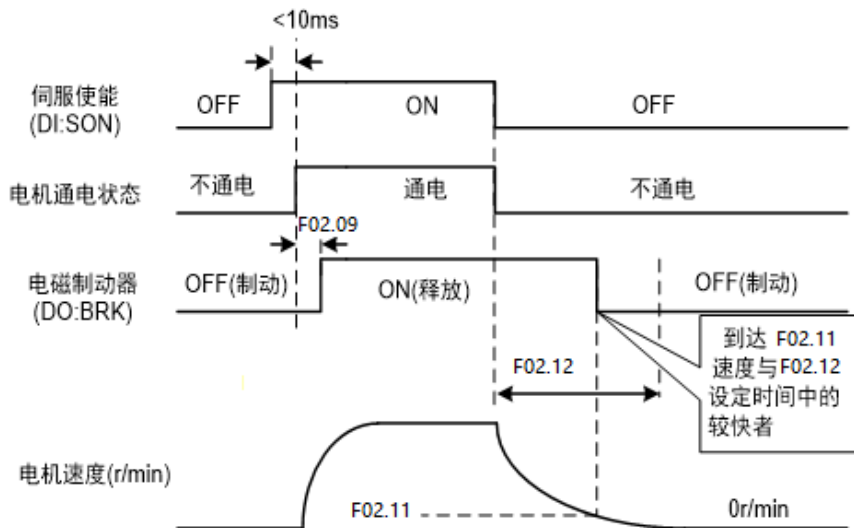 <10ms
伺服使能
(DI:SON)
OFF
ON
OFF
电机通电状态
不通电
通电
不通电
F02.09
电磁制动器
(DO:BRK)
OFF(制动)
ON(释放)
OFF(制动)
F02.12
到达 F02.11
速度与F02.12
设定时间中的
较快者
电机速度(r/min)
F02.11
0r/min